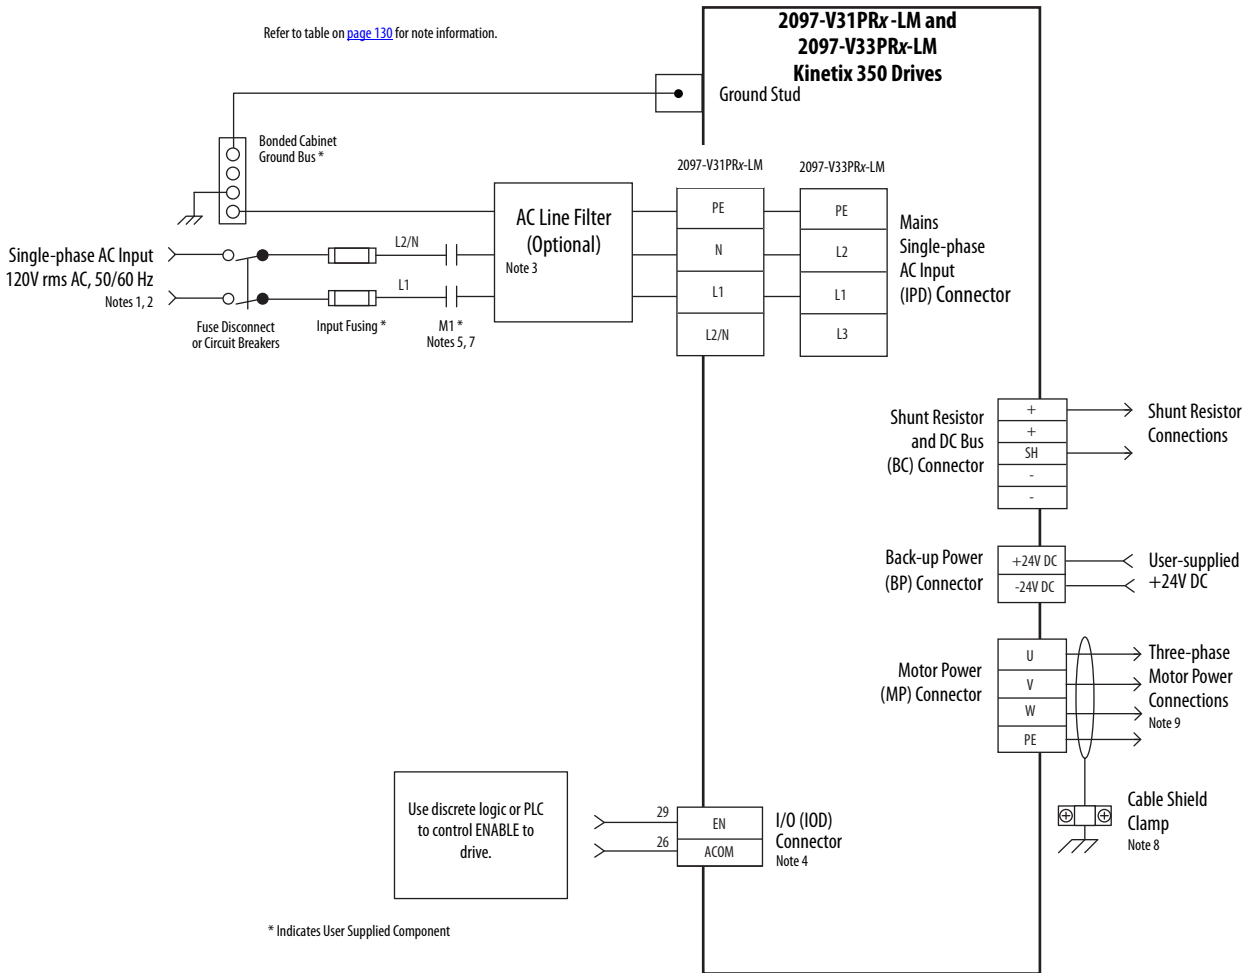 2097-V31PRx-LM and
2097-V33PRx-LM
Kinetix 350 Drives
Refer to table on page 130 for note information.
Ground Stud
Bonded Cabinet
Ground Bus *
2097-V31PRx-LM
2097-V33PRx-LM
AC Line Filter
(Optional)
Note 3
PE
N
L1
L2/N
PE
L2
L1
L3
Mains
Single-phase
AC Input
(IPD) Connector
Single-phase AC Input
120V rms AC, 50/60 Hz
Notes 1, 2
L2/N
L1
Fuse Disconnect
or Circuit Breakers
Input Fusing *
M1 *
Notes 5, 7
Shunt Resistor
and DC Bus
(BC) Connector
+
+
SH
-
-
Shunt Resistor
Connections
Back-up Power
(BP) Connector
+24V DC
-24V DC
User-supplied
+24V DC
Motor Power
(MP) Connector
U
V
W
PE
Three-phase
Motor Power
Connections
Note 9
Cable Shield
Clamp
Note 8
Use discrete logic or PLC
to control ENABLE to
drive.
29
26
EN
ACOM
I/O (IOD)
Connector
Note 4
* Indicates User Supplied Component